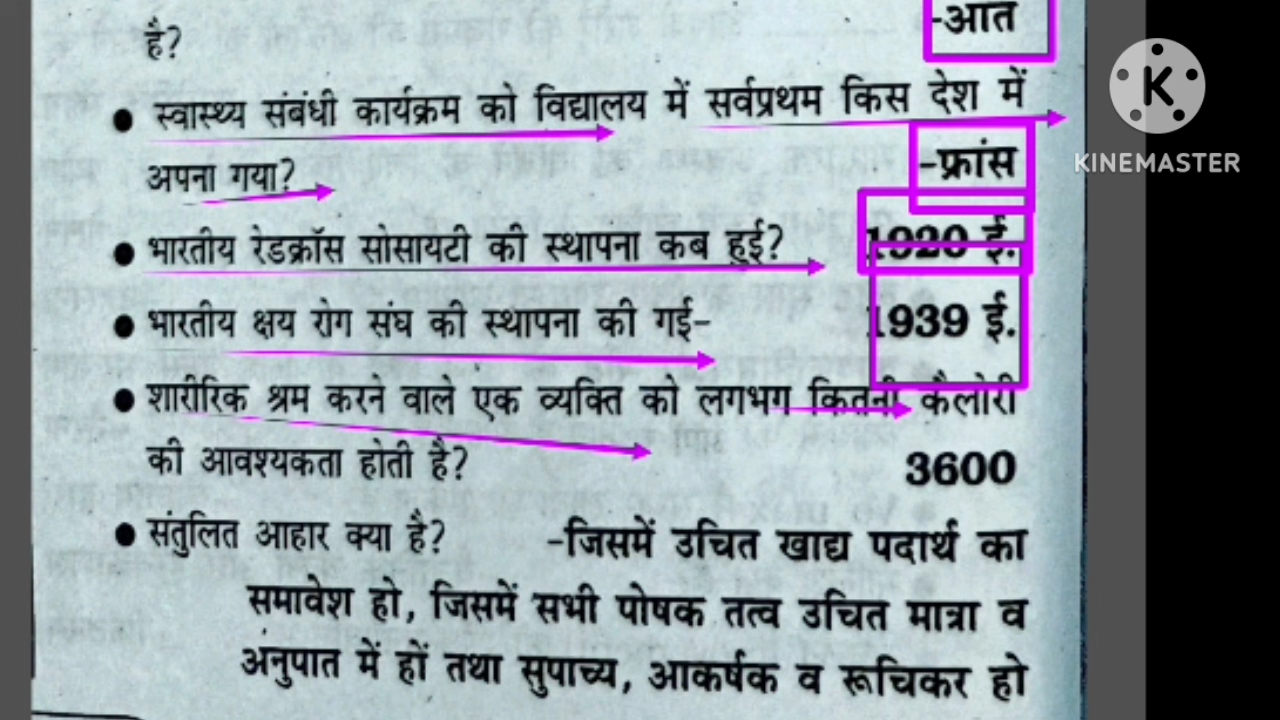 है? -आंत
• स्वास्थ्य संबंधी कार्यक्रम को विद्यालय में सर्वप्रथम किस देश में
अपना गया? -फ्रांस
• भारतीय रेडक्रॉस सोसायटी की स्थापना कब हुई? 1920 ई.
• भारतीय क्षय रोग संघ की स्थापना की गई- 1939 ई.
• शारीरिक श्रम करने वाले एक व्यक्ति को लगभग कितनी कैलोरी
की आवश्यकता होती है? 3600
• संतुलित आहार क्या है? -जिसमें उचित खाद्य पदार्थ का
समावेश हो, जिसमें सभी पोषक तत्व उचित मात्रा व
अनुपात में हों तथा सुपाच्य, आकर्षक व रूचिकर हो
K
KINEMASTER